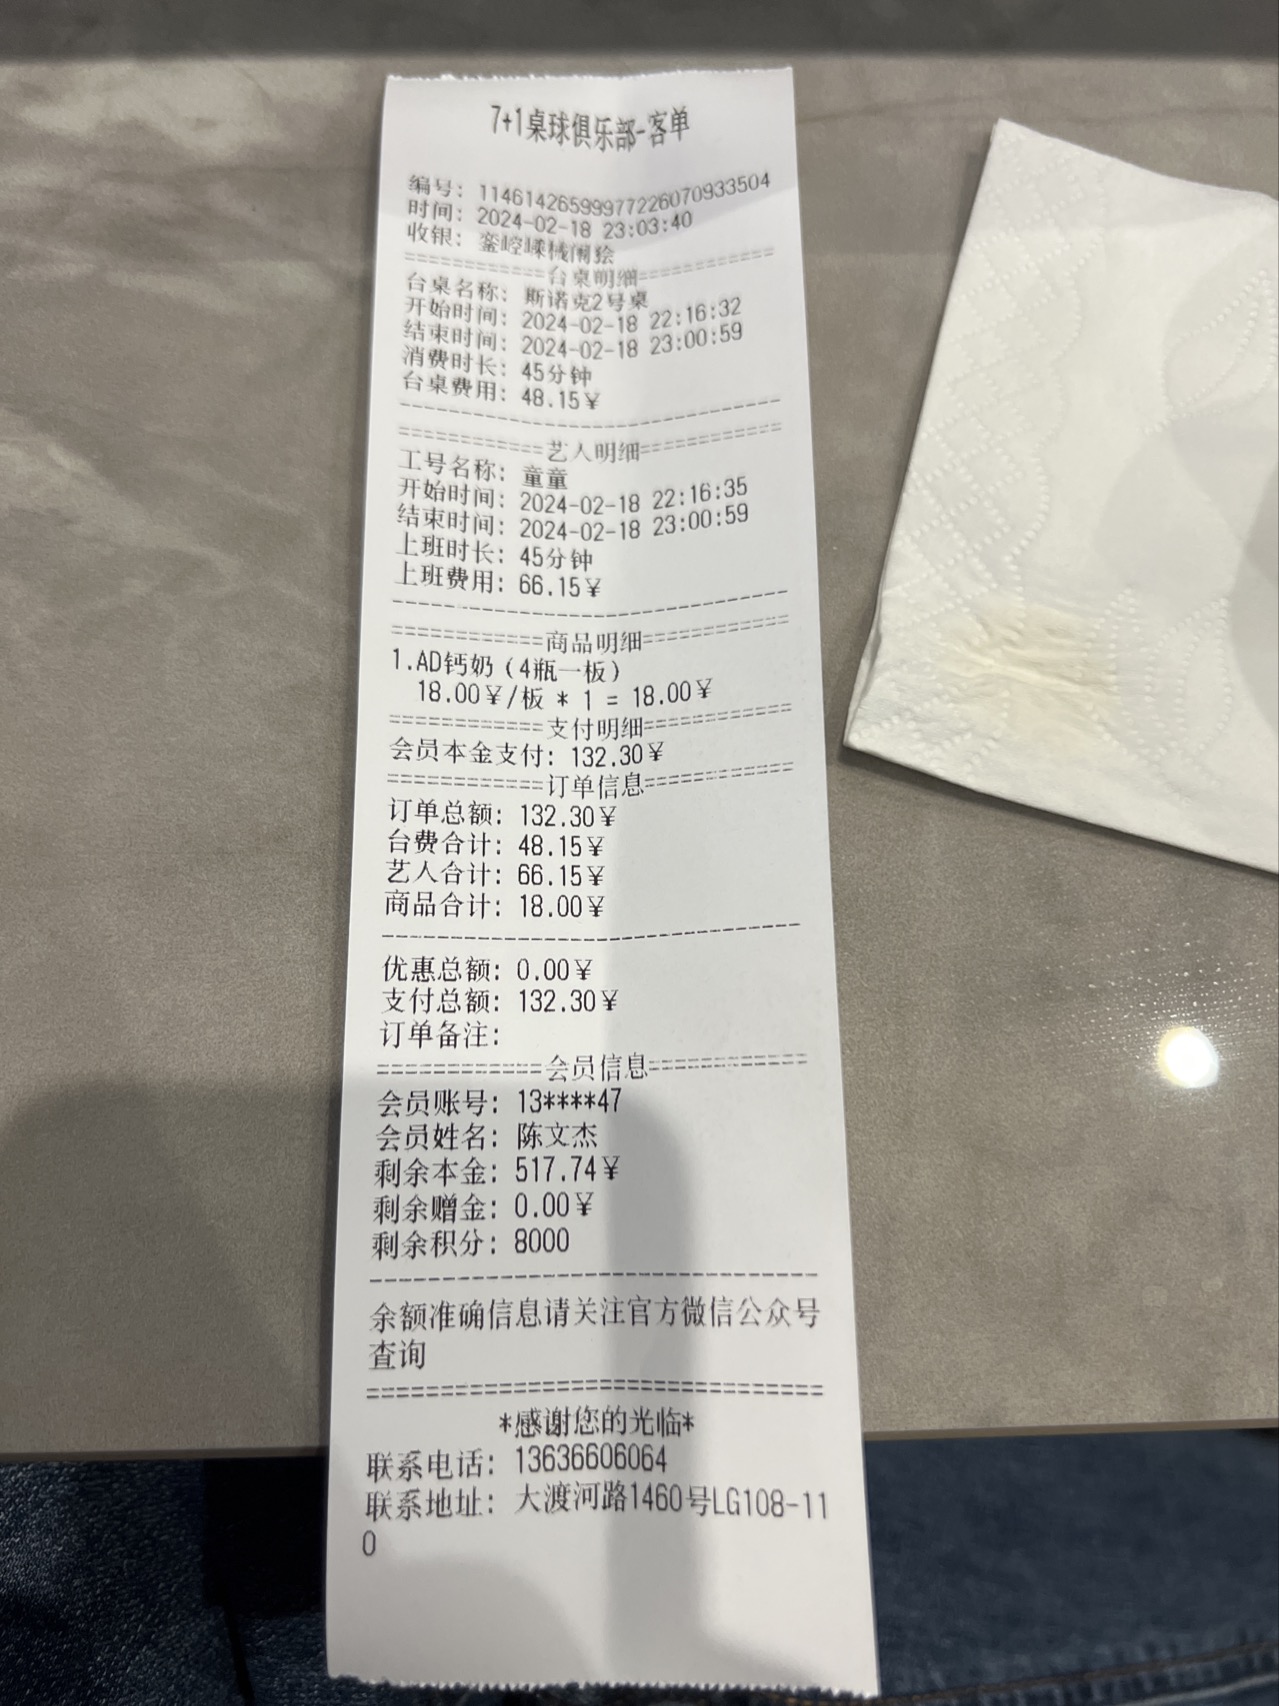 7+1桌球俱乐部-客单
编号: 1146142659997722607093​3504
时间: 2024-02-18 23:03:40
收银:
============台桌明细============
台桌名称: 斯诺克2号桌
开始时间: 2024-02-18 22:16:32
结束时间: 2024-02-18 23:00:59
消费时长: 45分钟
台桌费用: 48.15¥
============艺人明细============
工号名称: 童童
开始时间: 2024-02-18 22:16:35
结束时间: 2024-02-18 23:00:59
上班时长: 45分钟
上班费用: 66.15¥
============商品明细============
1.AD钙奶(4瓶一板)
18.00¥/板 * 1 = 18.00¥
============支付明细============
会员本金支付: 132.30¥
============订单信息============
订单总额: 132.30¥
台费合计: 48.15¥
艺人合计: 66.15¥
商品合计: 18.00¥
优惠总额: 0.00¥
支付总额: 132.30¥
订单备注:
============会员信息============
会员账号: 13****47
会员姓名: 陈文杰
剩余本金: 517.74¥
剩余赠金: 0.00¥
剩余积分: 8000
余额准确信息请关注官方微信公众号
查询
*感谢您的光临*
联系电话: 13636606064
联系地址: 大渡河路1460号LG108-11
0